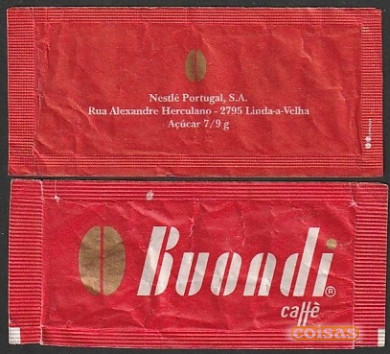 Nestlé Portugal, S.A.
Rua Alexandre Herculano - 2795 Linda-a-Velha
Açúcar 7/9 g
Buondi®
caffè
coisas